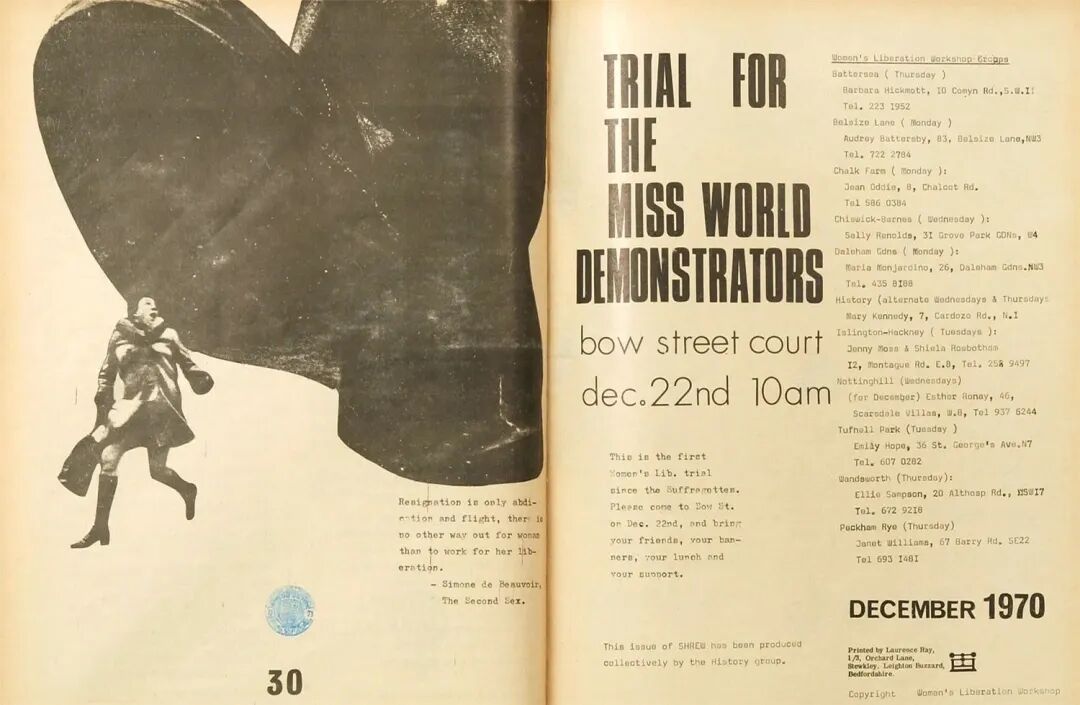 Resignation is only abdi-
cation and flight, there is
no other way out for woman
than to work for her lib-
eration.
- Simone de Beauvoir,
The Second Sex.
30
TRIAL FOR
THE
MISS WORLD
DEMONSTRATORS
bow street court
dec.22nd 10am
This is the first
Women's Lib. trial
since the Suffragettes.
Please come to Bow St.
on Dec. 22nd, and bring
your friends, your ban-
ners, your lunch and
your support.
This issue of SHREW has been produced
collectively by the History group.
Women's Liberation Workshop Groups
Battersea ( Thursday )
Barbara Hickmott, 10 Comyn Rd.,S.W.II
Tel. 223 1952
Belsize Lane ( Monday )
Audrey Battersby, 83, Belsize Lane,NW3
Tel. 722 2784
Chalk Farm ( Monday ):
Jean Oddie, 8, Chalcot Rd.
Tel 586 0384
Chiswick-Barnes ( Wednesday ):
Sally Renolds, 3I Grove Park GDNs, W4
Daleham Gdns ( Monday ):
Maria Monjardino, 26, Daleham Gdns.NW3
Tel. 435 8I88
History (alternate Wednesdays & Thursdays
Mary Kennedy, 7, Cardozo Rd., N.I
Islington-Hackney ( Tuesdays ):
Jenny Moss & Shiela Rowbotham
I2, Montague Rd. E.8, Tel. 254 9497
Nottinghill (Wednesdays)
(for December) Esther Ronay, 46,
Scarsdale Villas, W.8, Tel 937 6244
Tufnell Park (Tuesday )
Emily Hope, 36 St. George's Ave.N7
Tel. 607 0282
Wandsworth (Thursday):
Ellie Sampson, 20 Althosp Rd., NSWI7
Tel. 672 92I8
Peckham Rye (Thursday)
Janet Williams, 67 Barry Rd. SE22
Tel 693 I48I
DECEMBER 1970
Printed by Laurence Ray,
1/3, Orchard Lane,
Stewkley, Leighton Buzzard,
Bedfordshire.
Copyright Women's Liberation Workshop